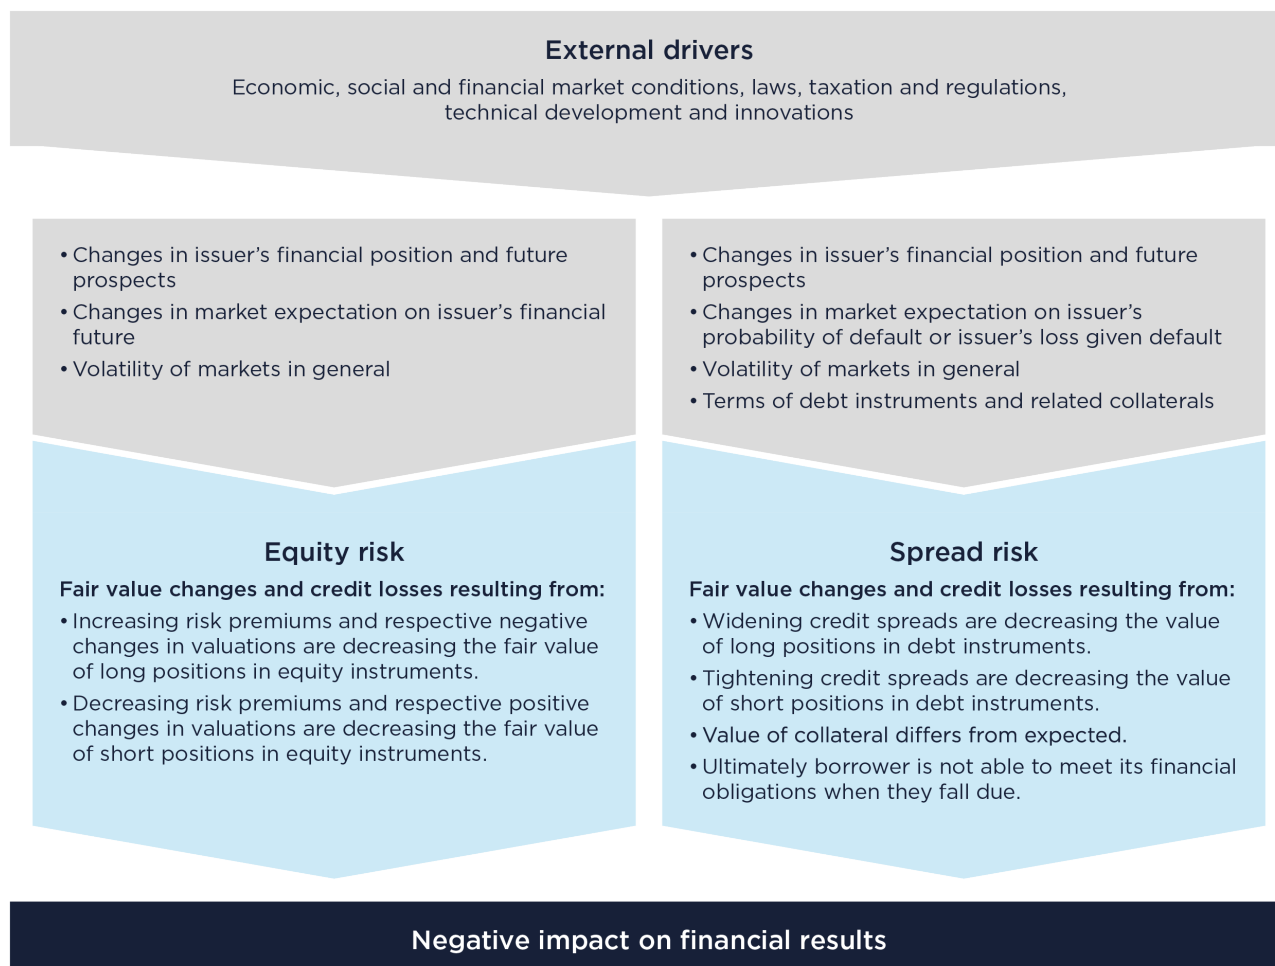 External drivers
Economic, social and financial market conditions, laws, taxation and regulations,
technical development and innovations
• Changes in issuer’s financial position and future
prospects
• Changes in market expectation on issuer’s financial
future
• Volatility of markets in general
• Changes in issuer’s financial position and future
prospects
• Changes in market expectation on issuer’s
probability of default or issuer’s loss given default
• Volatility of markets in general
• Terms of debt instruments and related collaterals
Equity risk
Fair value changes and credit losses resulting from:
• Increasing risk premiums and respective negative
changes in valuations are decreasing the fair value
of long positions in equity instruments.
• Decreasing risk premiums and respective positive
changes in valuations are decreasing the fair value
of short positions in equity instruments.
Spread risk
Fair value changes and credit losses resulting from:
• Widening credit spreads are decreasing the value
of long positions in debt instruments.
• Tightening credit spreads are decreasing the value
of short positions in debt instruments.
• Value of collateral differs from expected.
• Ultimately borrower is not able to meet its financial
obligations when they fall due.
Negative impact on financial results